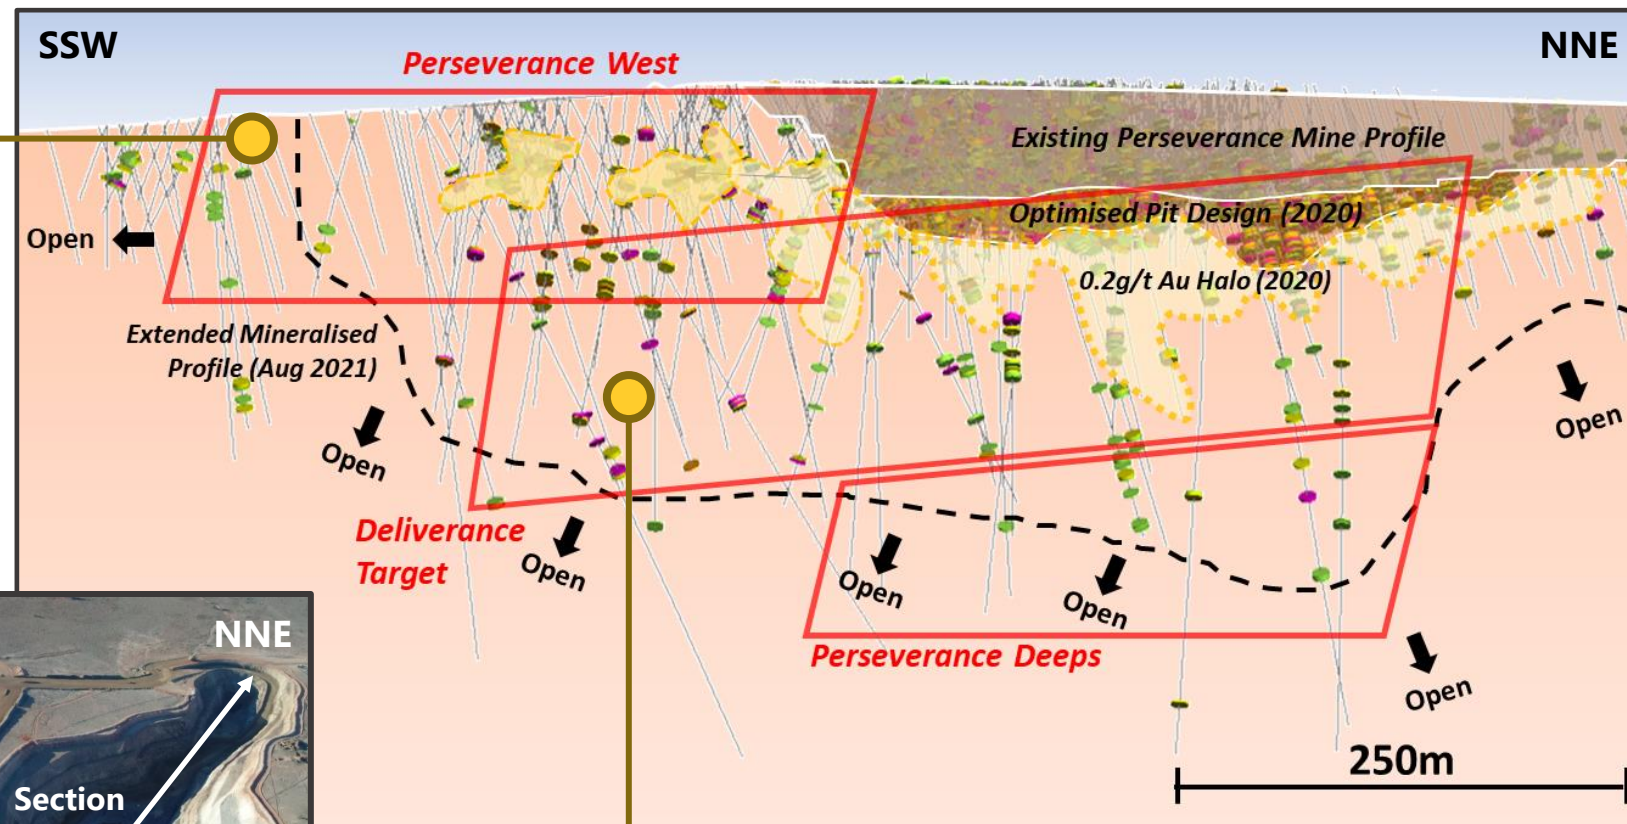 SSW
NNE
Perseverance West
Existing Perseverance Mine Profile
Optimised Pit Design (2020)
Open
0.2g/t Au Halo (2020)
Extended Mineralised
Profile (Aug 2021)
Open
Open
Deliverance
Target
Open
Open
Open
Perseverance Deeps
Open
250m
NNE
Section